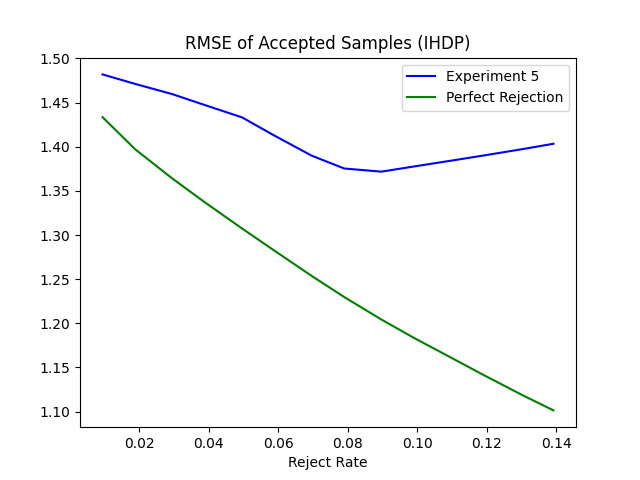 RMSE of Accepted Samples (IHDP)
1.50
1.45
1.40
1.35
1.30
1.25
1.20
1.15
1.10
Experiment 5
Perfect Rejection
0.02 0.04 0.06 0.08 0.10 0.12 0.14
Reject Rate